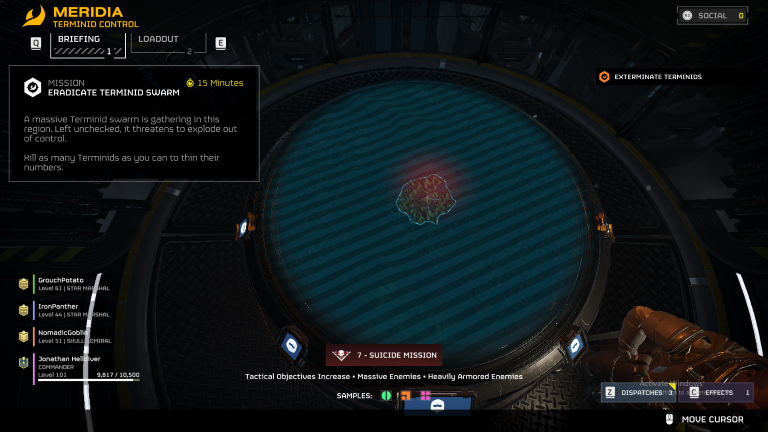 MERIDIA
TERMINID CONTROL
SOCIAL 0
Q BRIEFING 1 LOADOUT 2 E
MISSION 15 Minutes
ERADICATE TERMINID SWARM
EXTERMINATE TERMINIDS
A massive Terminid swarm is gathering in this
region. Left unchecked, it threatens to explode out
of control.
Kill as many Terminids as you can to thin their
numbers.
GrouchPotato
Level 61 | STAR MARSHAL
IronPanther
Level 44 | STAR MARSHAL
NomadicGoblin
Level 51 | SKULL ADMIRAL
Jonathan Helldiver
COMMANDER
Level 101 9,817 / 10,500
7 - SUICIDE MISSION
Tactical Objectives Increase • Massive Enemies • Heavily Armored Enemies
SAMPLES:
Activate Windows
Z DISPATCHES 3 C EFFECTS 1
MOVE CURSOR